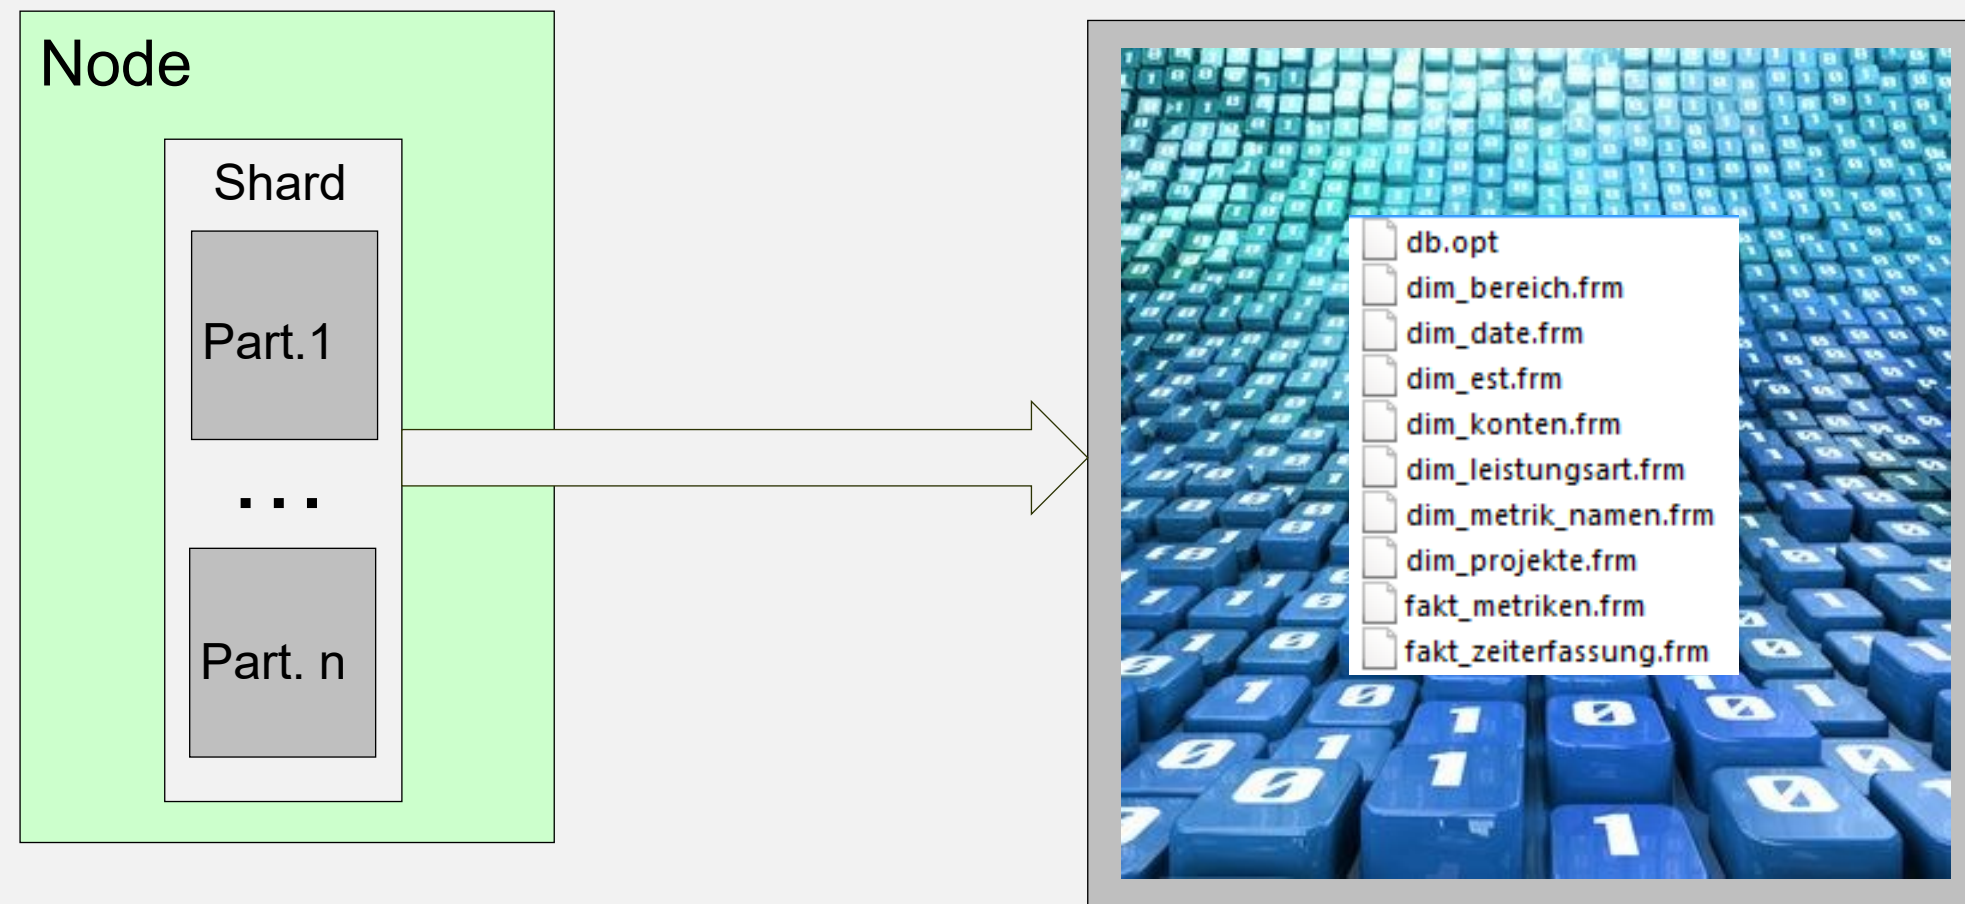 Node
Shard
Part.1
...
Part. n
db.opt
dim_bereich.frm
dim_date.frm
dim_est.frm
dim_konten.frm
dim_leistungsart.frm
dim_metrik_namen.frm
dim_projekte.frm
fakt_metriken.frm
fakt_zeiterfassung.frm